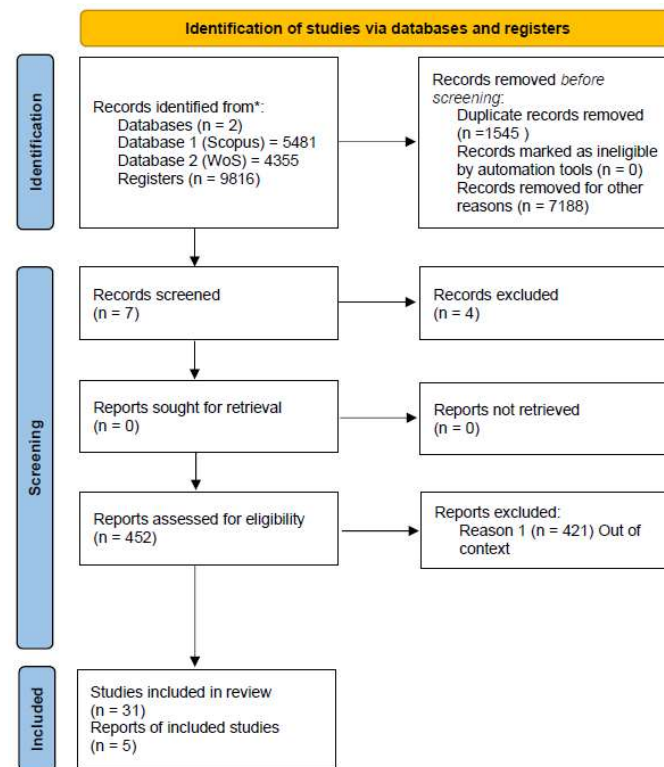 Identification of studies via databases and registers
Identification
Records identified from*:
Databases (n = 2)
Database 1 (Scopus) = 5481
Database 2 (WoS) = 4355
Registers (n = 9816)
Records removed before
screening:
Duplicate records removed
(n =1545 )
Records marked as ineligible
by automation tools (n = 0)
Records removed for other
reasons (n = 7188)
Screening
Records screened
(n = 7)
Records excluded
(n = 4)
Reports sought for retrieval
(n = 0)
Reports not retrieved
(n = 0)
Reports assessed for eligibility
(n = 452)
Reports excluded:
Reason 1 (n = 421) Out of
context
Included
Studies included in review
(n = 31)
Reports of included studies
(n = 5)